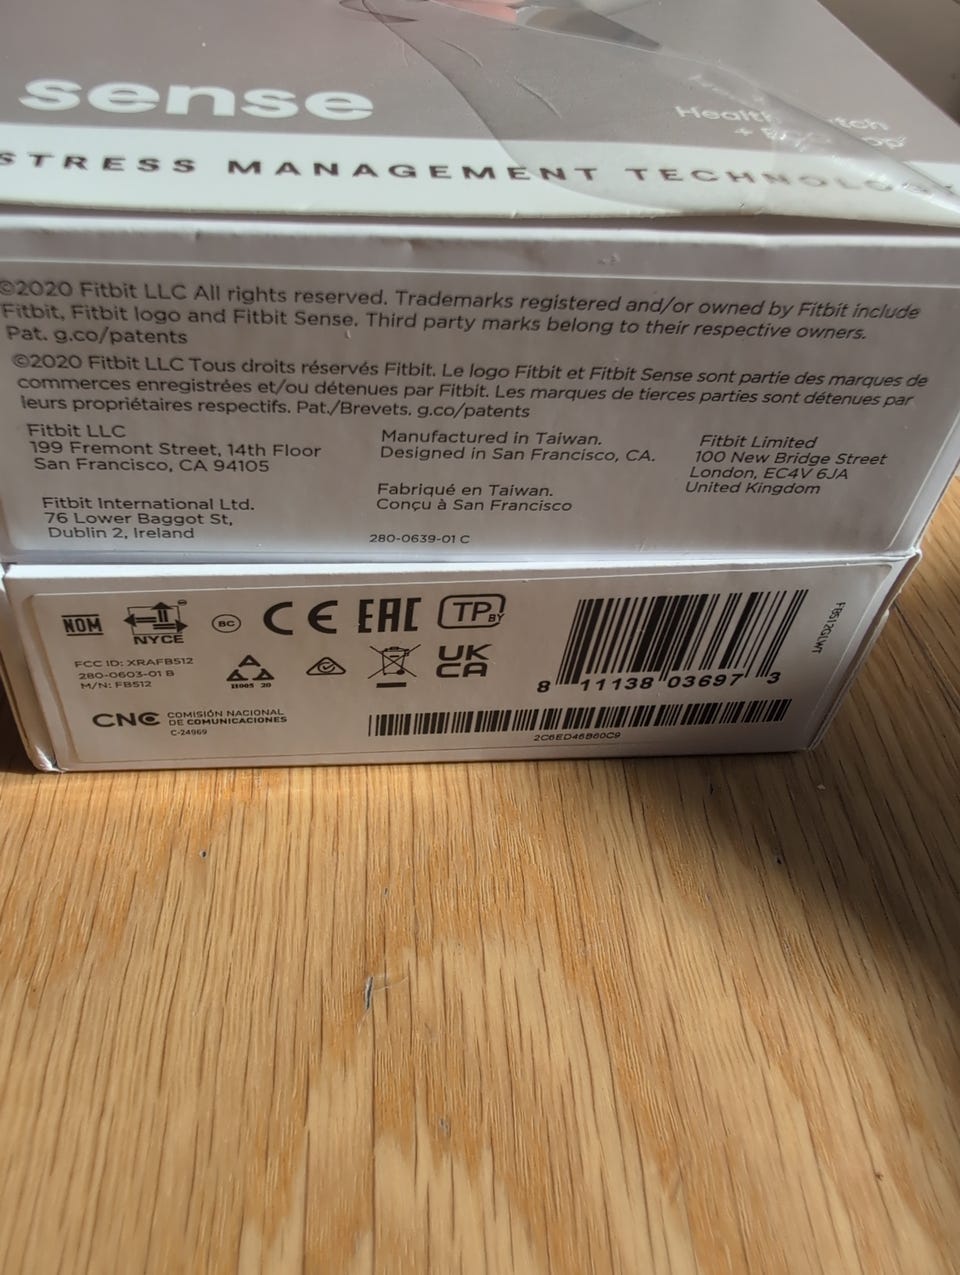 sense
STRESS MANAGEMENT TECHNOLOGY
©2020 Fitbit LLC All rights reserved. Trademarks registered and/or owned by Fitbit include
Fitbit, Fitbit logo and Fitbit Sense. Third party marks belong to their respective owners.
Pat. g.co/patents
©2020 Fitbit LLC Tous droits réservés Fitbit. Le logo Fitbit et Fitbit Sense sont partie des marques de
commerces enregistrées et/ou détenues par Fitbit. Les marques de tierces parties sont détenues par
leurs propriétaires respectifs. Pat./Brevets. g.co/patents
Fitbit LLC
199 Fremont Street, 14th Floor
San Francisco, CA 94105
Fitbit International Ltd.
76 Lower Baggot St,
Dublin 2, Ireland
Manufactured in Taiwan.
Designed in San Francisco, CA.
Fabriqué en Taiwan.
Conçu à San Francisco
280-0639-01 C
Fitbit Limited
100 New Bridge Street
London, EC4V 6JA
United Kingdom
NOM
NYCE
BC
CE
EAC
TP BY
FCC ID: XRAFB512
280-0603-01 B
M/N: FB512
H005 20
UK
CA
CNC COMISIÓN NACIONAL
DE COMUNICACIONES
C-24969
8 11138 03697 3
2C6ED46B60C9
FB512GLWT